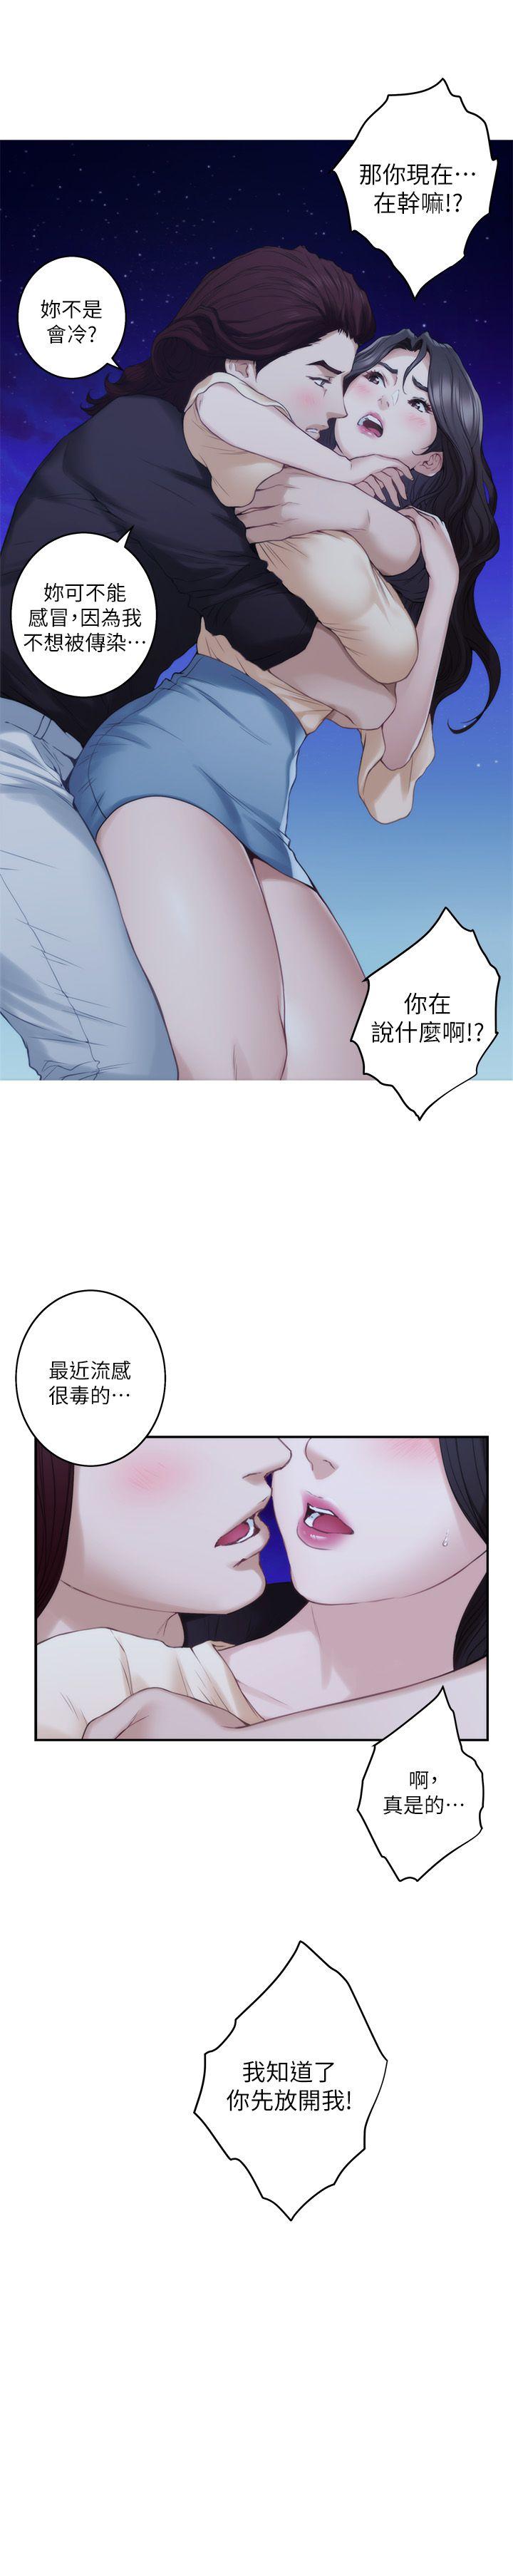 那你現在…
在幹嘛!?
妳不是
會冷?
妳可不能
感冒,因為我
不想被傳染…
你在
說什麼啊!?
最近流感
很毒的…
啊,
真是的…
我知道了
你先放開我!